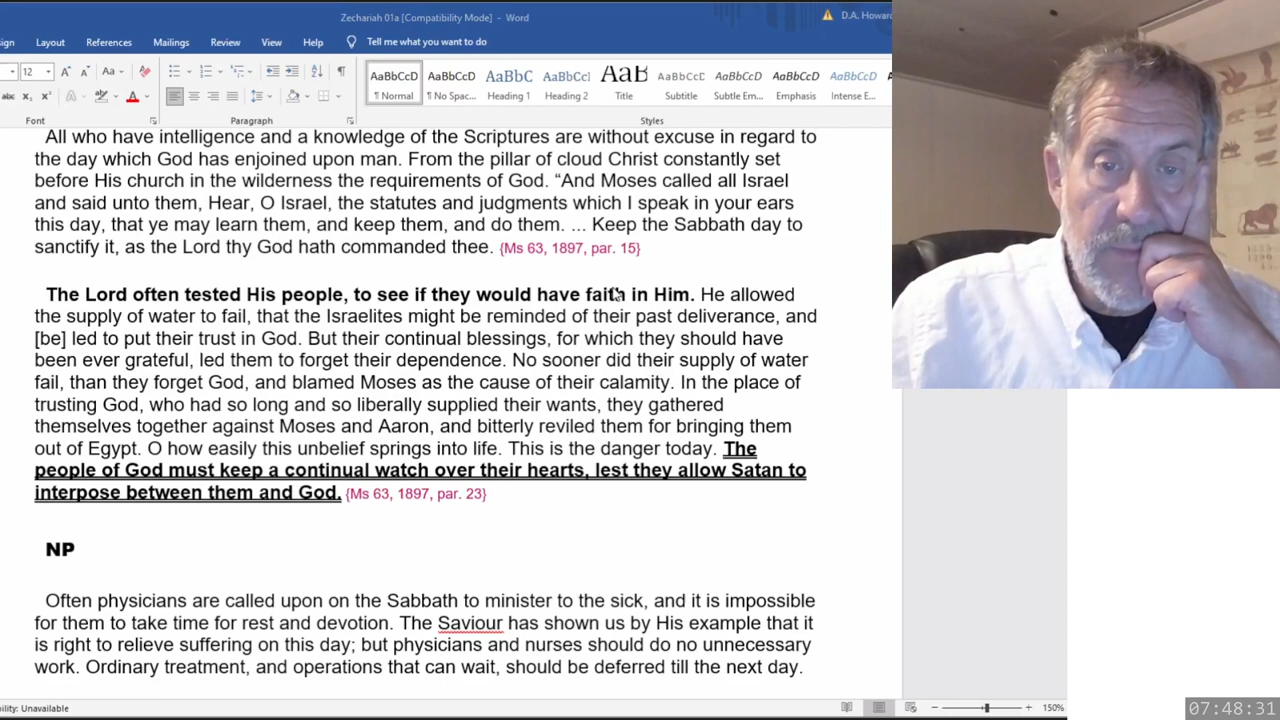 Zechariah 01a [Compatibility Mode] - Word
D.A. Howar
Layout References Mailings Review View Help Tell me what you want to do
12 Aa
AaBbCcD AaBbCcD AaBbC AaBbCcl AaB AaBbCcD AaBbCcD AaBbCcD AaBbCcD
¶ Normal ¶ No Spac... Heading 1 Heading 2 Title Subtitle Subtle Em... Emphasis Intense E...
Font Paragraph Styles
All who have intelligence and a knowledge of the Scriptures are without excuse in regard to
the day which God has enjoined upon man. From the pillar of cloud Christ constantly set
before His church in the wilderness the requirements of God. “And Moses called all Israel
and said unto them, Hear, O Israel, the statutes and judgments which I speak in your ears
this day, that ye may learn them, and keep them, and do them. ... Keep the Sabbath day to
sanctify it, as the Lord thy God hath commanded thee. {Ms 63, 1897, par. 15}
The Lord often tested His people, to see if they would have faith in Him. He allowed
the supply of water to fail, that the Israelites might be reminded of their past deliverance, and
[be] led to put their trust in God. But their continual blessings, for which they should have
been ever grateful, led them to forget their dependence. No sooner did their supply of water
fail, than they forget God, and blamed Moses as the cause of their calamity. In the place of
trusting God, who had so long and so liberally supplied their wants, they gathered
themselves together against Moses and Aaron, and bitterly reviled them for bringing them
out of Egypt. O how easily this unbelief springs into life. This is the danger today. The
people of God must keep a continual watch over their hearts, lest they allow Satan to
interpose between them and God. {Ms 63, 1897, par. 23}
NP
Often physicians are called upon on the Sabbath to minister to the sick, and it is impossible
for them to take time for rest and devotion. The Saviour has shown us by His example that it
is right to relieve suffering on this day; but physicians and nurses should do no unnecessary
work. Ordinary treatment, and operations that can wait, should be deferred till the next day.
bility: Unavailable
150%
07:48:31